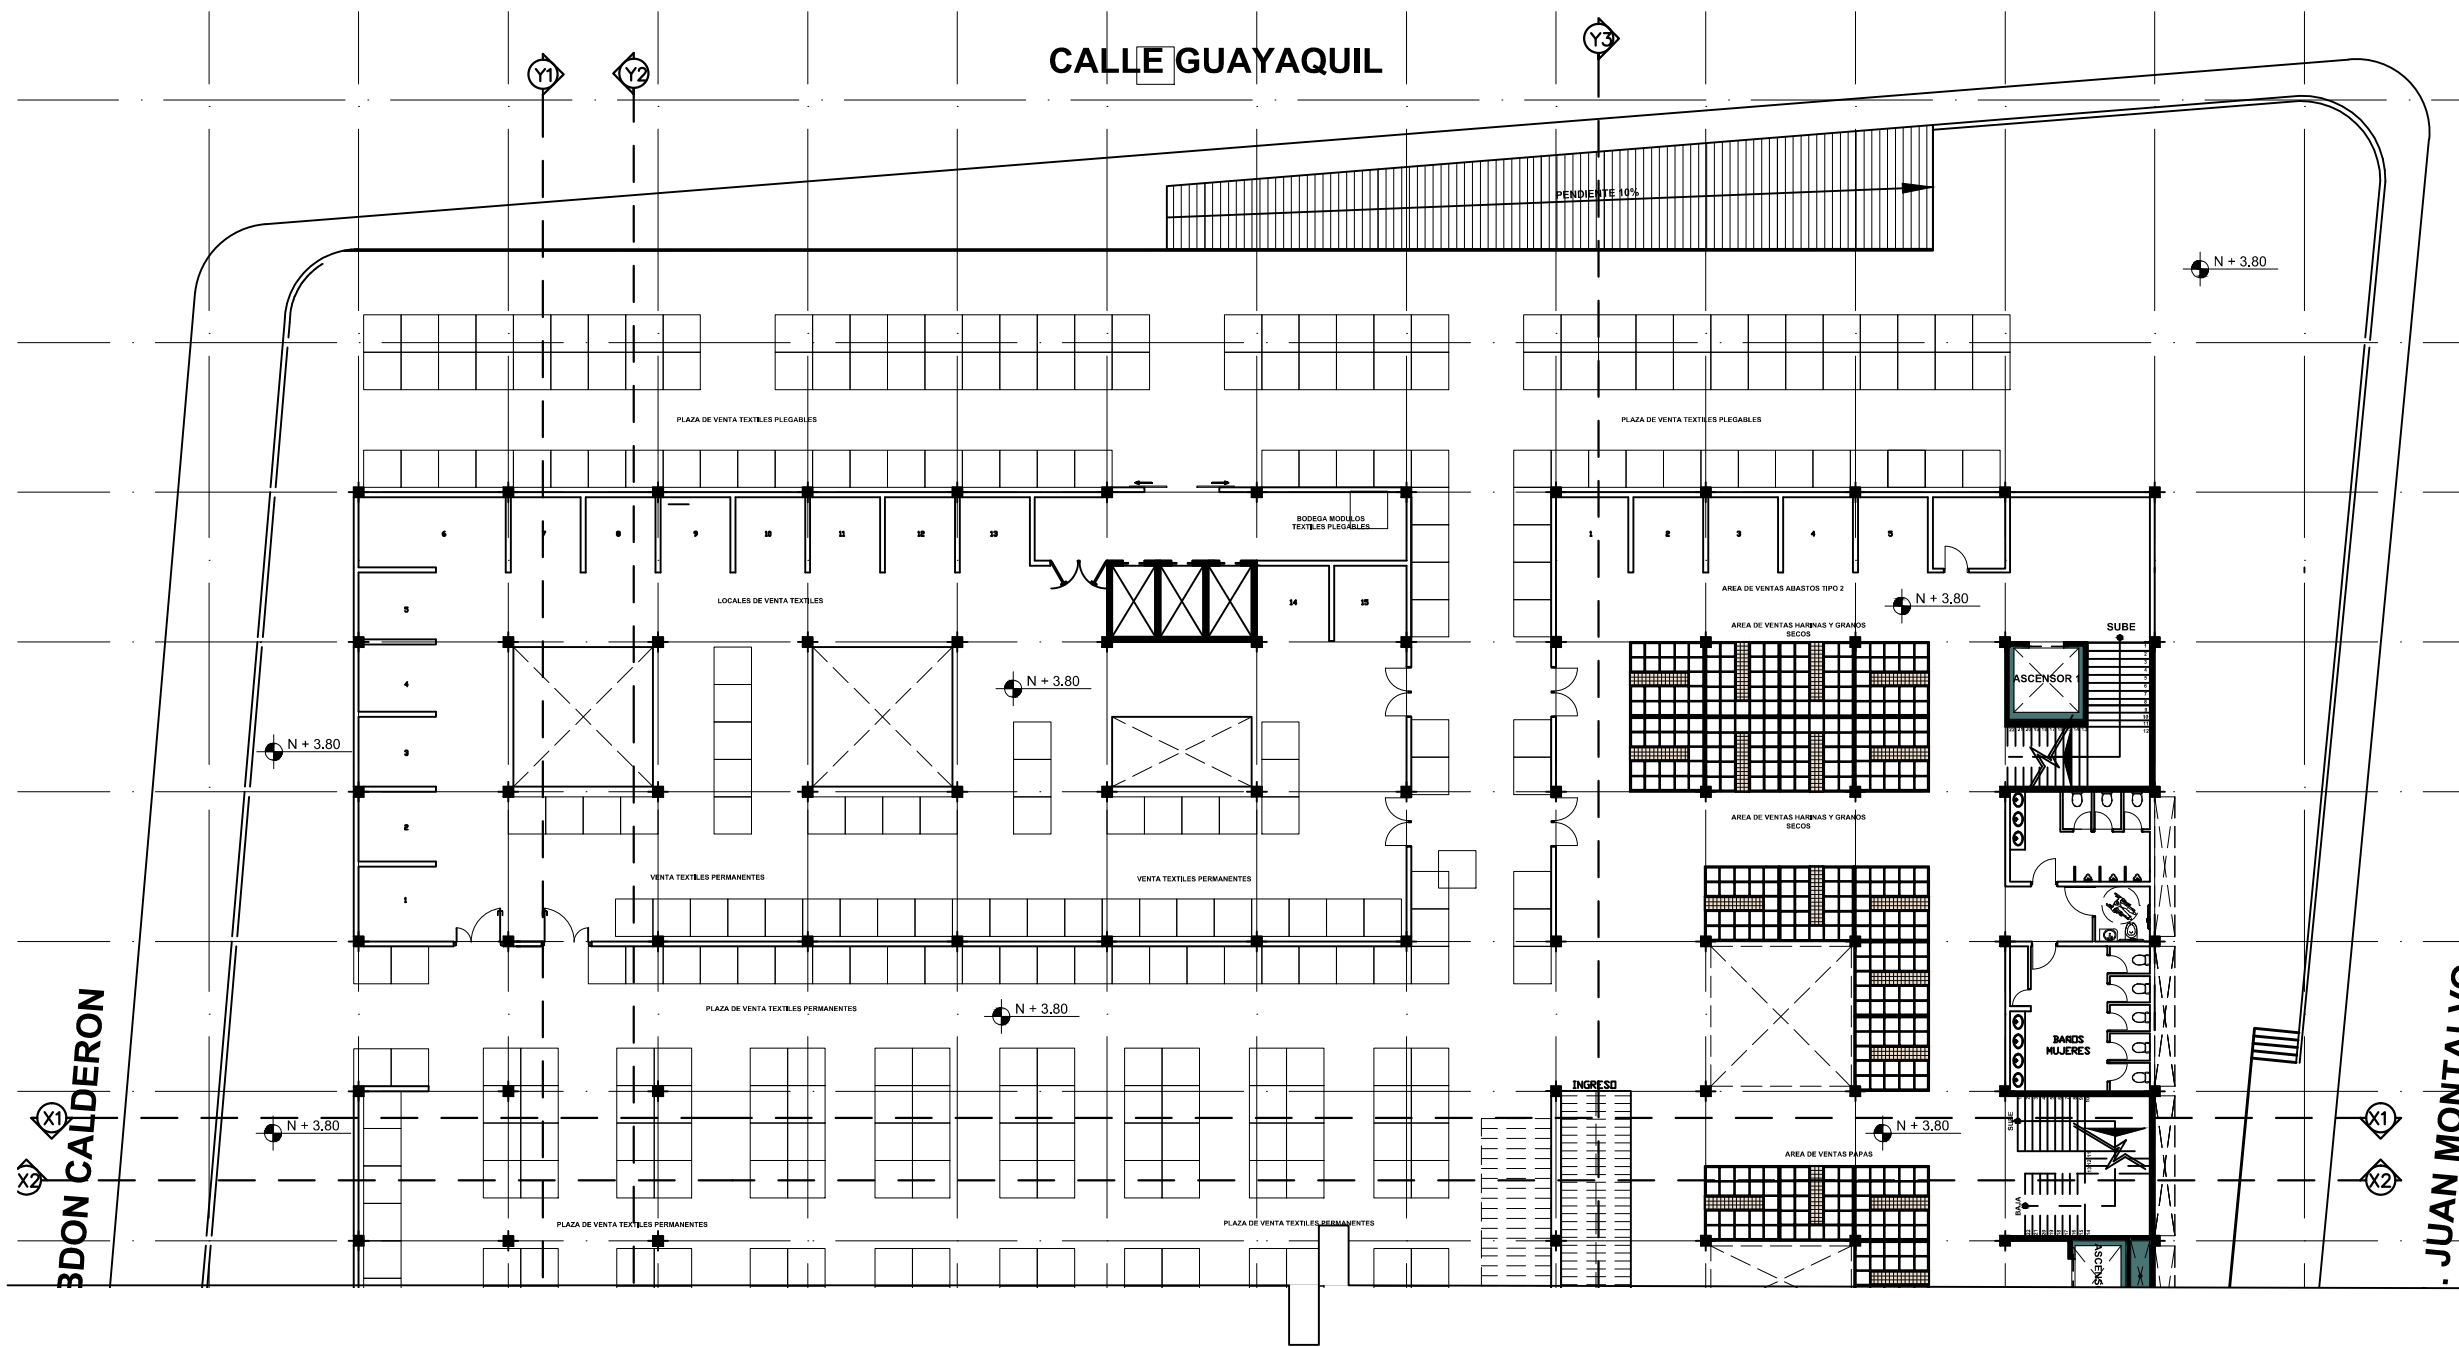 CALLE GUAYAQUIL
Y1
Y2
Y3
PENDIENTE 10%
N + 3.80
PLAZA DE VENTA TEXTILES PLEGABLES
PLAZA DE VENTA TEXTILES PLEGABLES
BODEGA MODULOS
TEXTILES PLEGABLES
6
7
8
9
10
11
12
13
1
2
3
4
5
LOCALES DE VENTA TEXTILES
14
15
AREA DE VENTAS ABASTOS TIPO 2
N + 3.80
5
AREA DE VENTAS HARINAS Y GRANOS
SECOS
SUBE
4
N + 3.80
ASCENSOR 1
N + 3.80
3
2
AREA DE VENTAS HARINAS Y GRANOS
SECOS
VENTA TEXTILES PERMANENTES
VENTA TEXTILES PERMANENTES
1
PLAZA DE VENTA TEXTILES PERMANENTES
N + 3.80
BAÑOS
MUJERES
INGRESO
X1
N + 3.80
N + 3.80
SUBE
X1
AREA DE VENTAS PAPAS
X2
X2
BAJA
PLAZA DE VENTA TEXTILES PERMANENTES
PLAZA DE VENTA TEXTILES PERMANENTES
ASCENS
BDON CALDERON
. JUAN MONTALVO